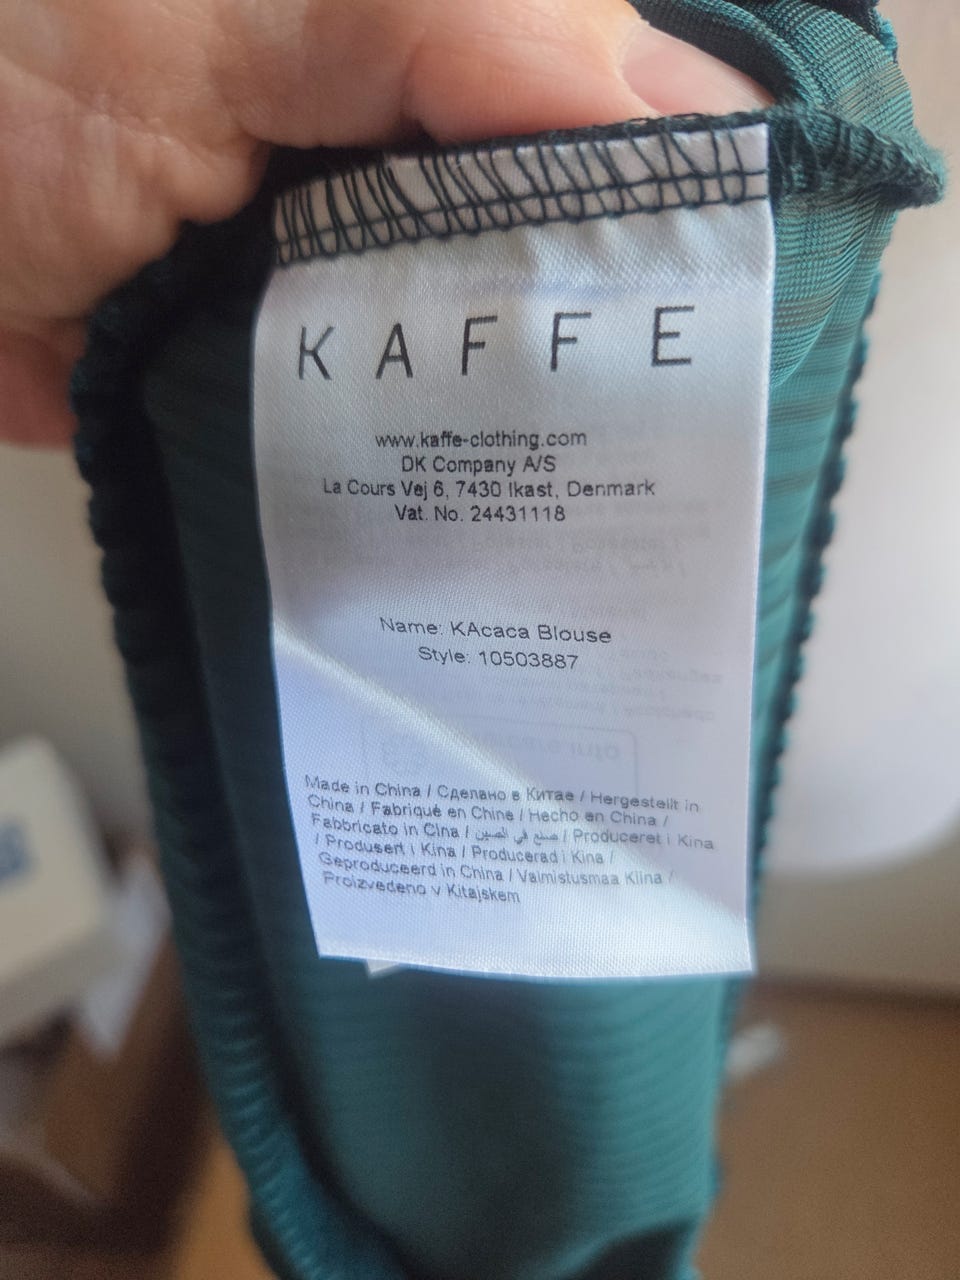 KAFFE
www.kaffe-clothing.com
DK Company A/S
La Cours Vej 6, 7430 Ikast, Denmark
Vat. No. 24431118
Name: KAcaca Blouse
Style: 10503887
Made in China / Сделано в Китае / Hergestellt in
China / Fabriqué en Chine / Hecho en China /
Fabbricato in Cina / صنع في الصين / Produceret i Kina
/ Produsert i Kina / Producerad i Kina /
Geproduceerd in China / Valmistusmaa Kiina /
Proizvedeno v Kitajskem